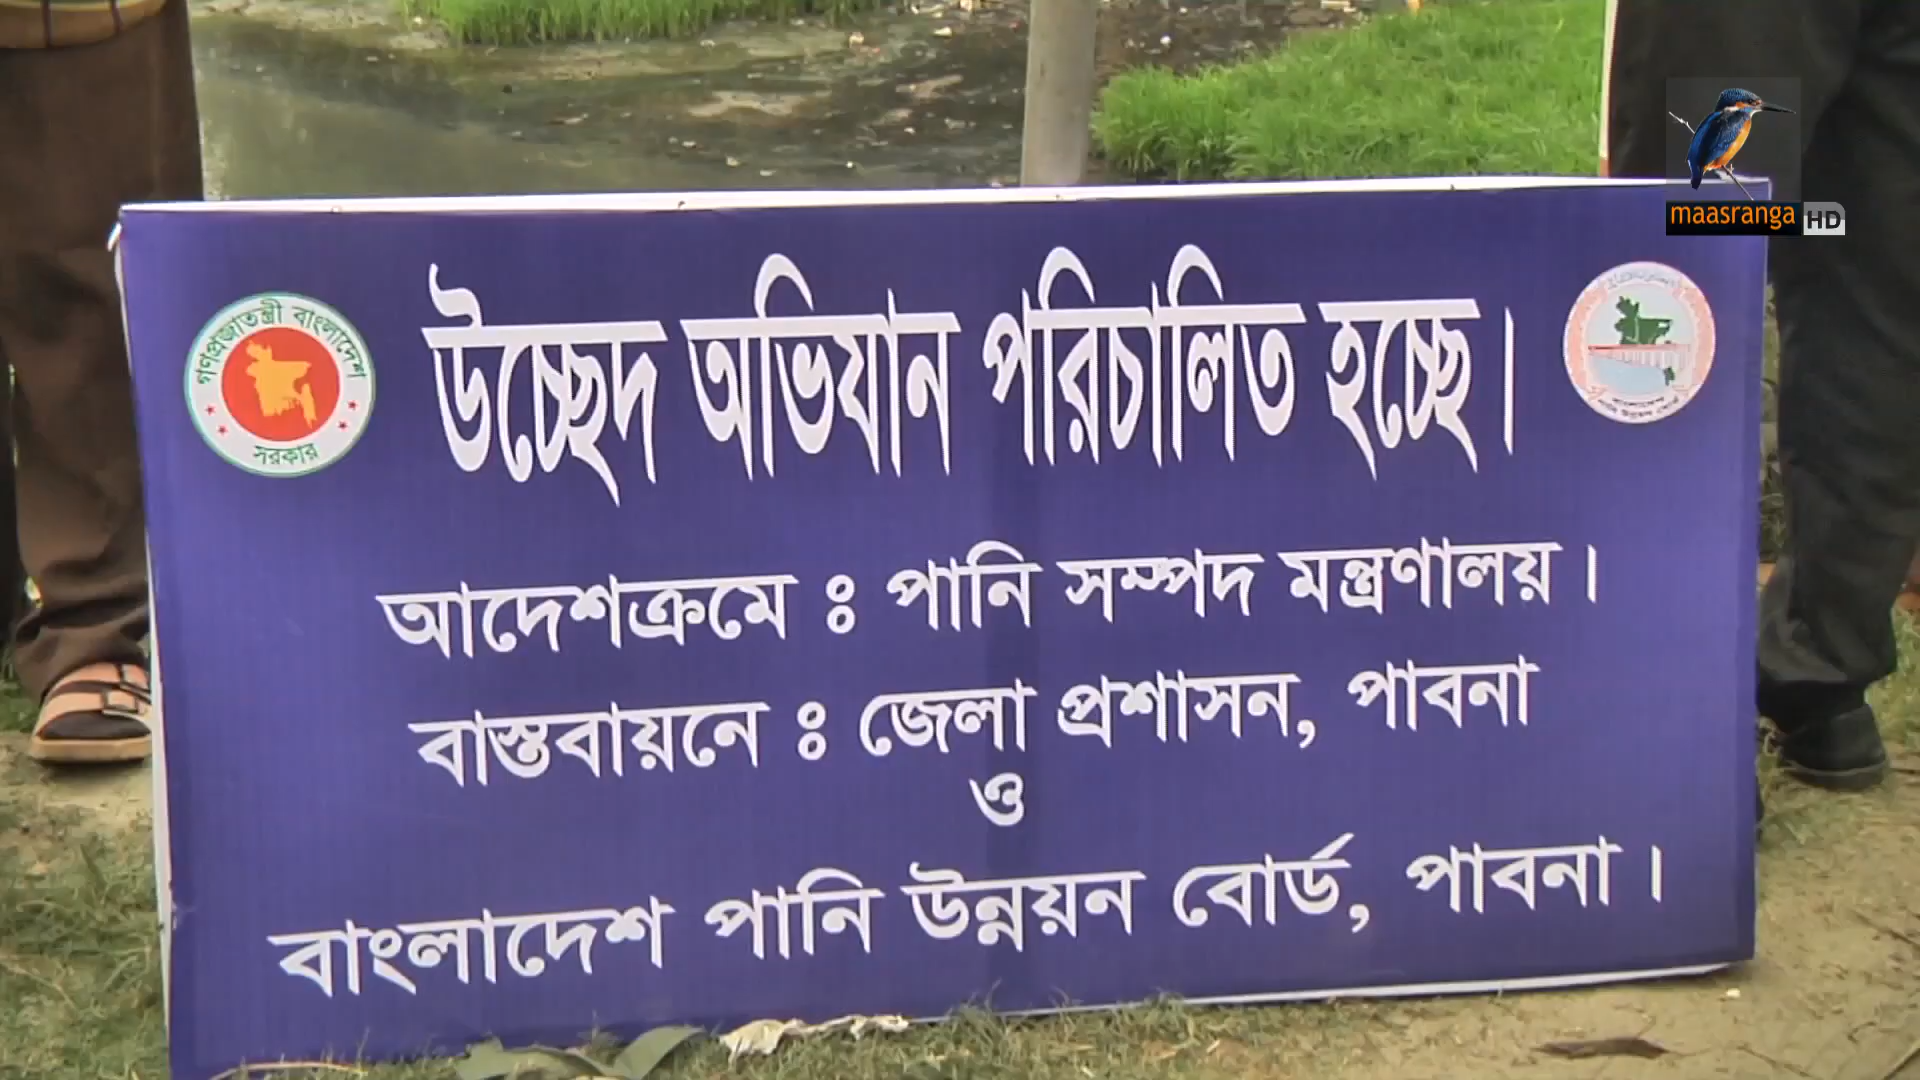 maasranga HD
উচ্ছেদ অভিযান পরিচালিত হচ্ছে।
গণপ্রজাতন্ত্রী বাংলাদেশ
সরকার
আদেশক্রমে ঃ পানি সম্পদ মন্ত্রণালয়।
বাস্তবায়নে ঃ জেলা প্রশাসন, পাবনা
ও
বাংলাদেশ পানি উন্নয়ন বোর্ড, পাবনা।